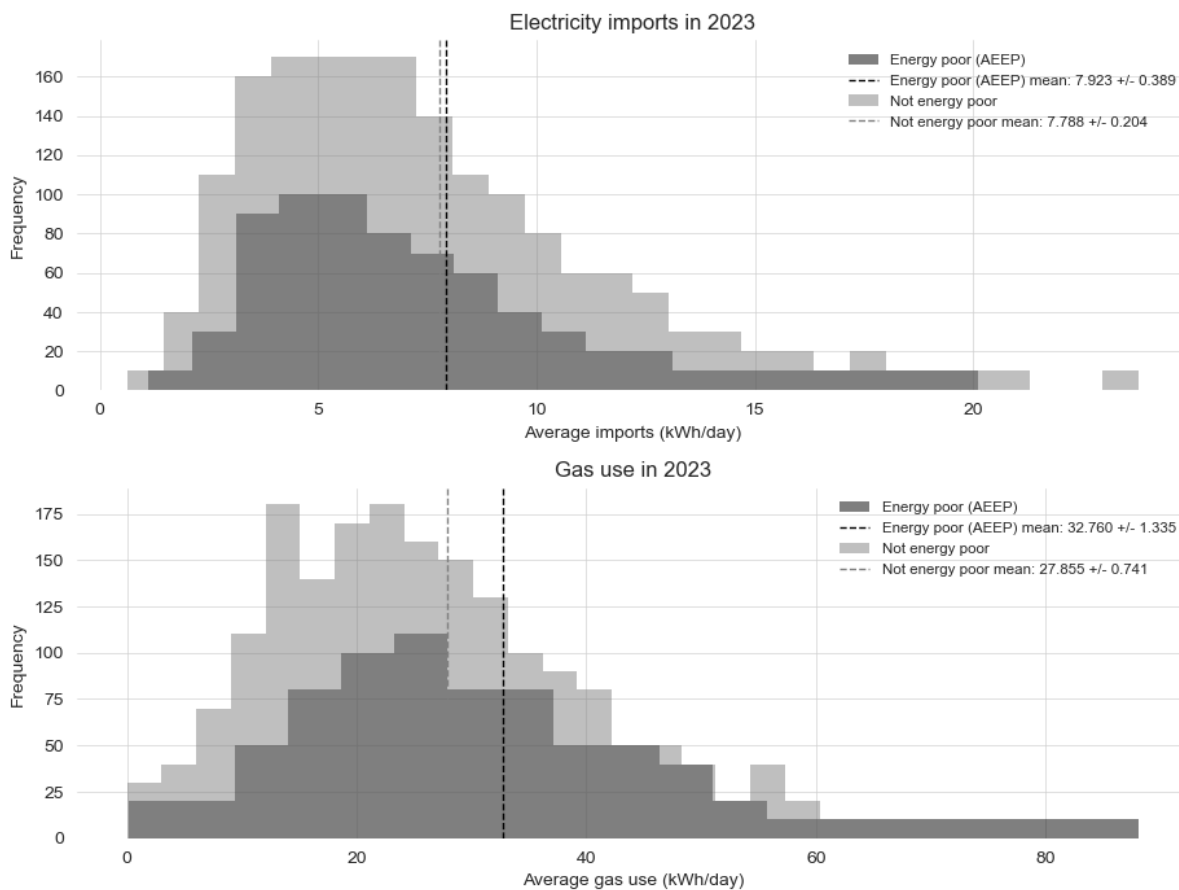 Electricity imports in 2023
Energy poor (AEEP)
Energy poor (AEEP) mean: 7.923 +/- 0.389
Not energy poor
Not energy poor mean: 7.788 +/- 0.204
Frequency
160
140
120
100
80
60
40
20
0
0 5 10 15 20
Average imports (kWh/day)
Gas use in 2023
Energy poor (AEEP)
Energy poor (AEEP) mean: 32.760 +/- 1.335
Not energy poor
Not energy poor mean: 27.855 +/- 0.741
Frequency
175
150
125
100
75
50
25
0
0 20 40 60 80
Average gas use (kWh/day)